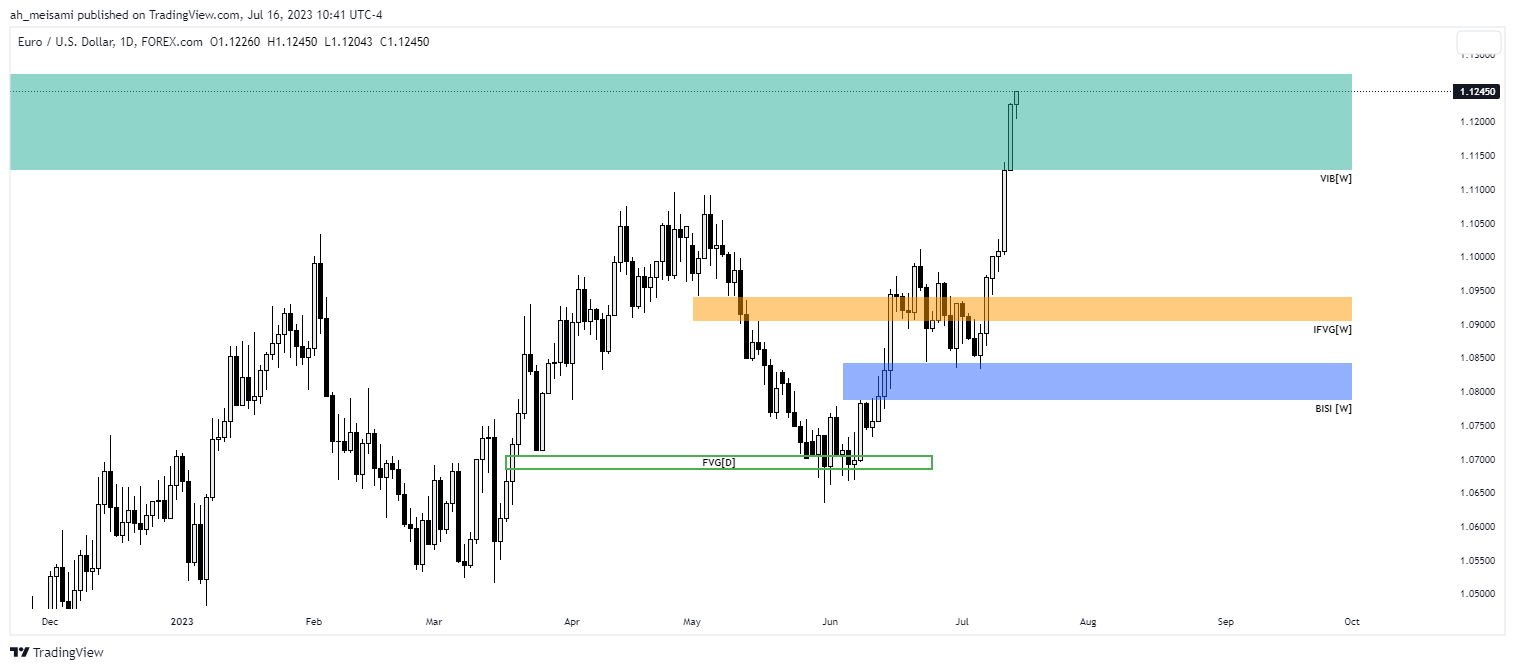 ah_meisami published on TradingView.com, Jul 16, 2023 10:41 UTC-4
Euro / U.S. Dollar, 1D, FOREX.com O1.12260 H1.12450 L1.12043 C1.12450
1.13000
1.12450
1.12000
1.11500
VIB[W]
1.11000
1.10500
1.10000
1.09500
1.09000
IFVG[W]
1.08500
1.08000
BISI [W]
1.07500
FVG[D]
1.07000
1.06500
1.06000
1.05500
1.05000
Dec 2023 Feb Mar Apr May Jun Jul Aug Sep Oct
TradingView